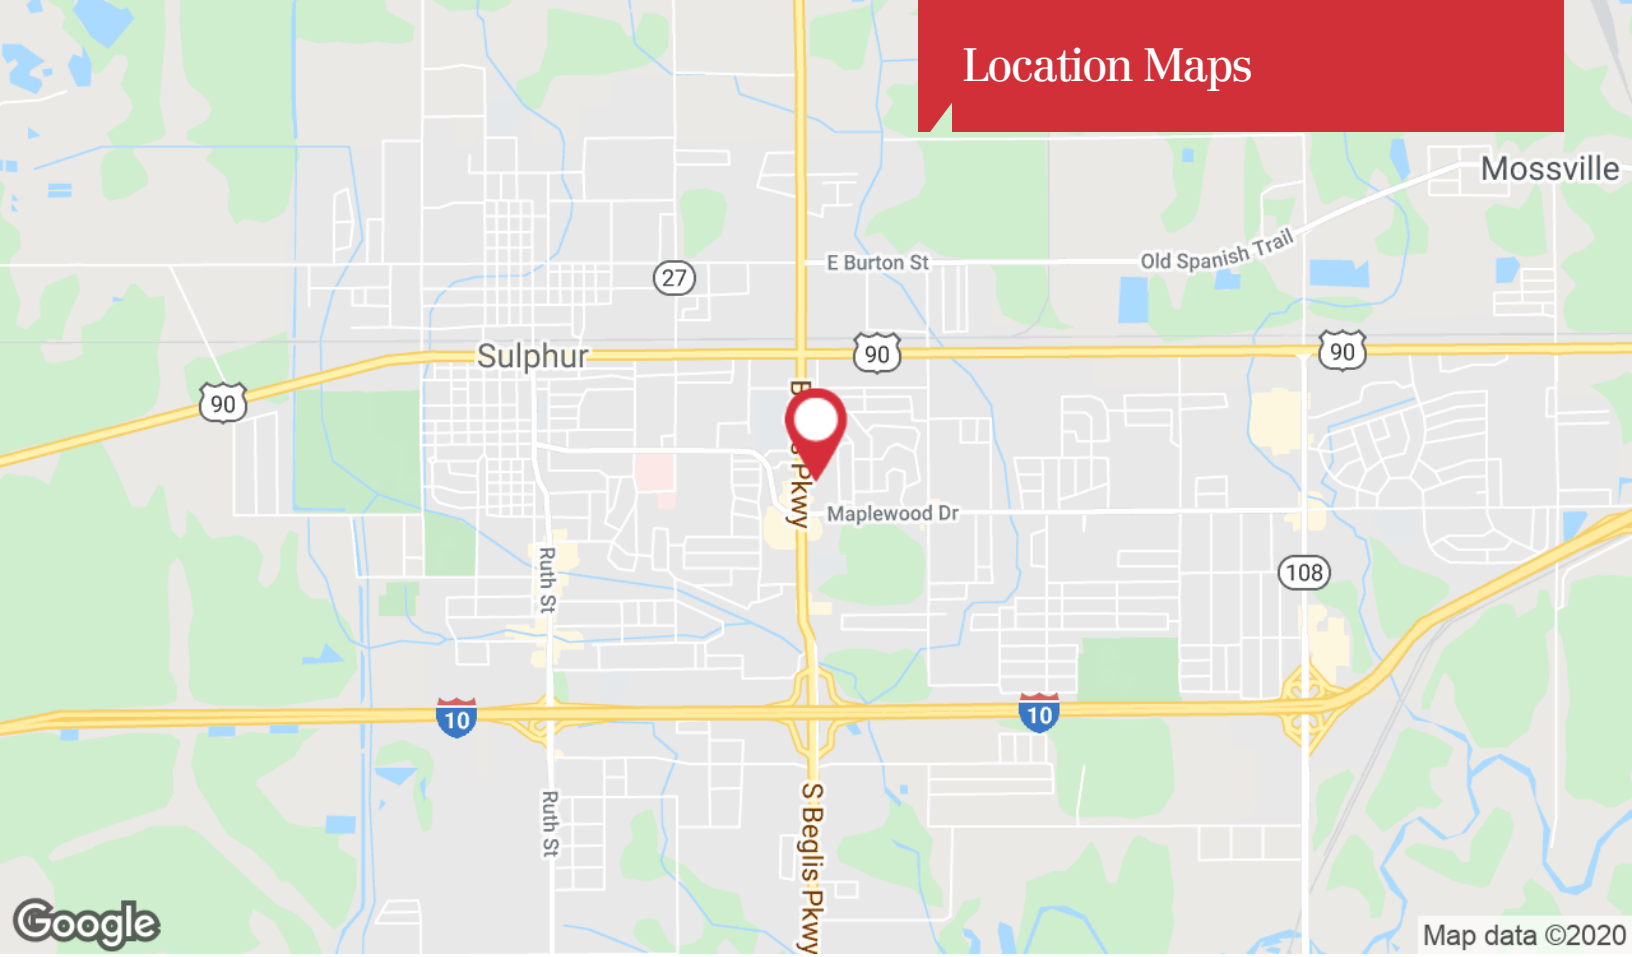 Location Maps
Mossville
Old Spanish Trail
E Burton St
27
90
90
Sulphur
90
Pkwy
Maplewood Dr
Ruth St
108
10
10
S Beglis Pkwy
Ruth St
Google
Map data ©2020